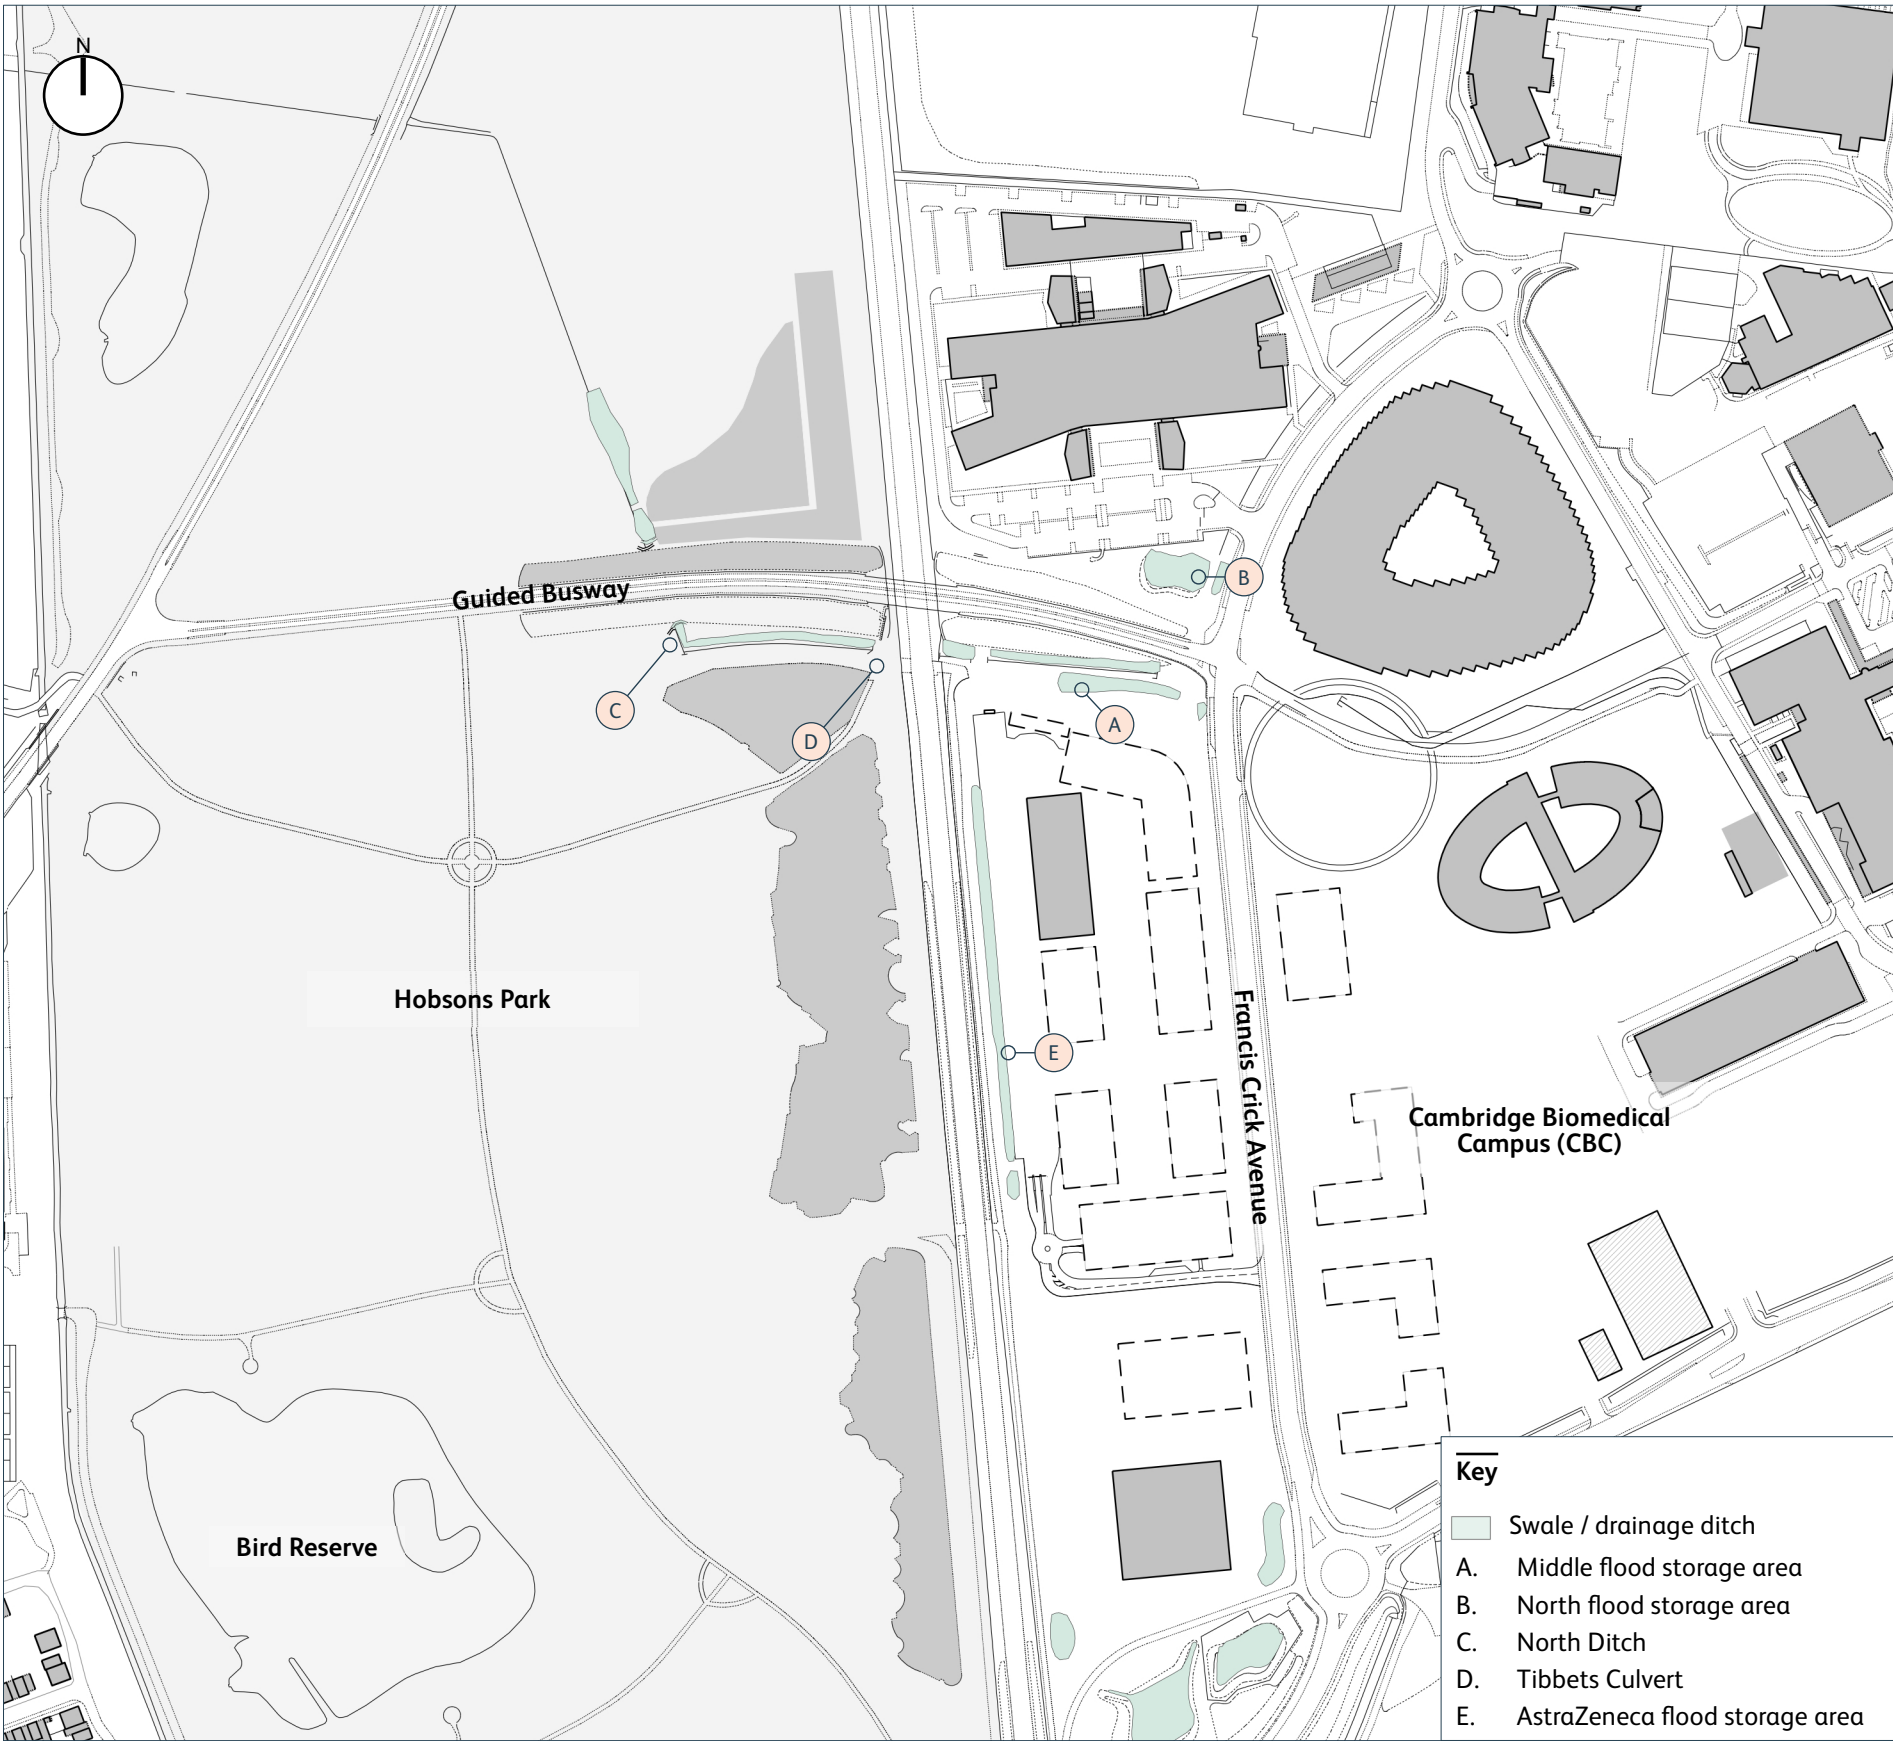 N
B
Guided Busway
C
D
A
Hobsons Park
E
Francis Crick Avenue
Cambridge Biomedical
Campus (CBC)
Bird Reserve
Key
Swale / drainage ditch
A. Middle flood storage area
B. North flood storage area
C. North Ditch
D. Tibbets Culvert
E. AstraZeneca flood storage area